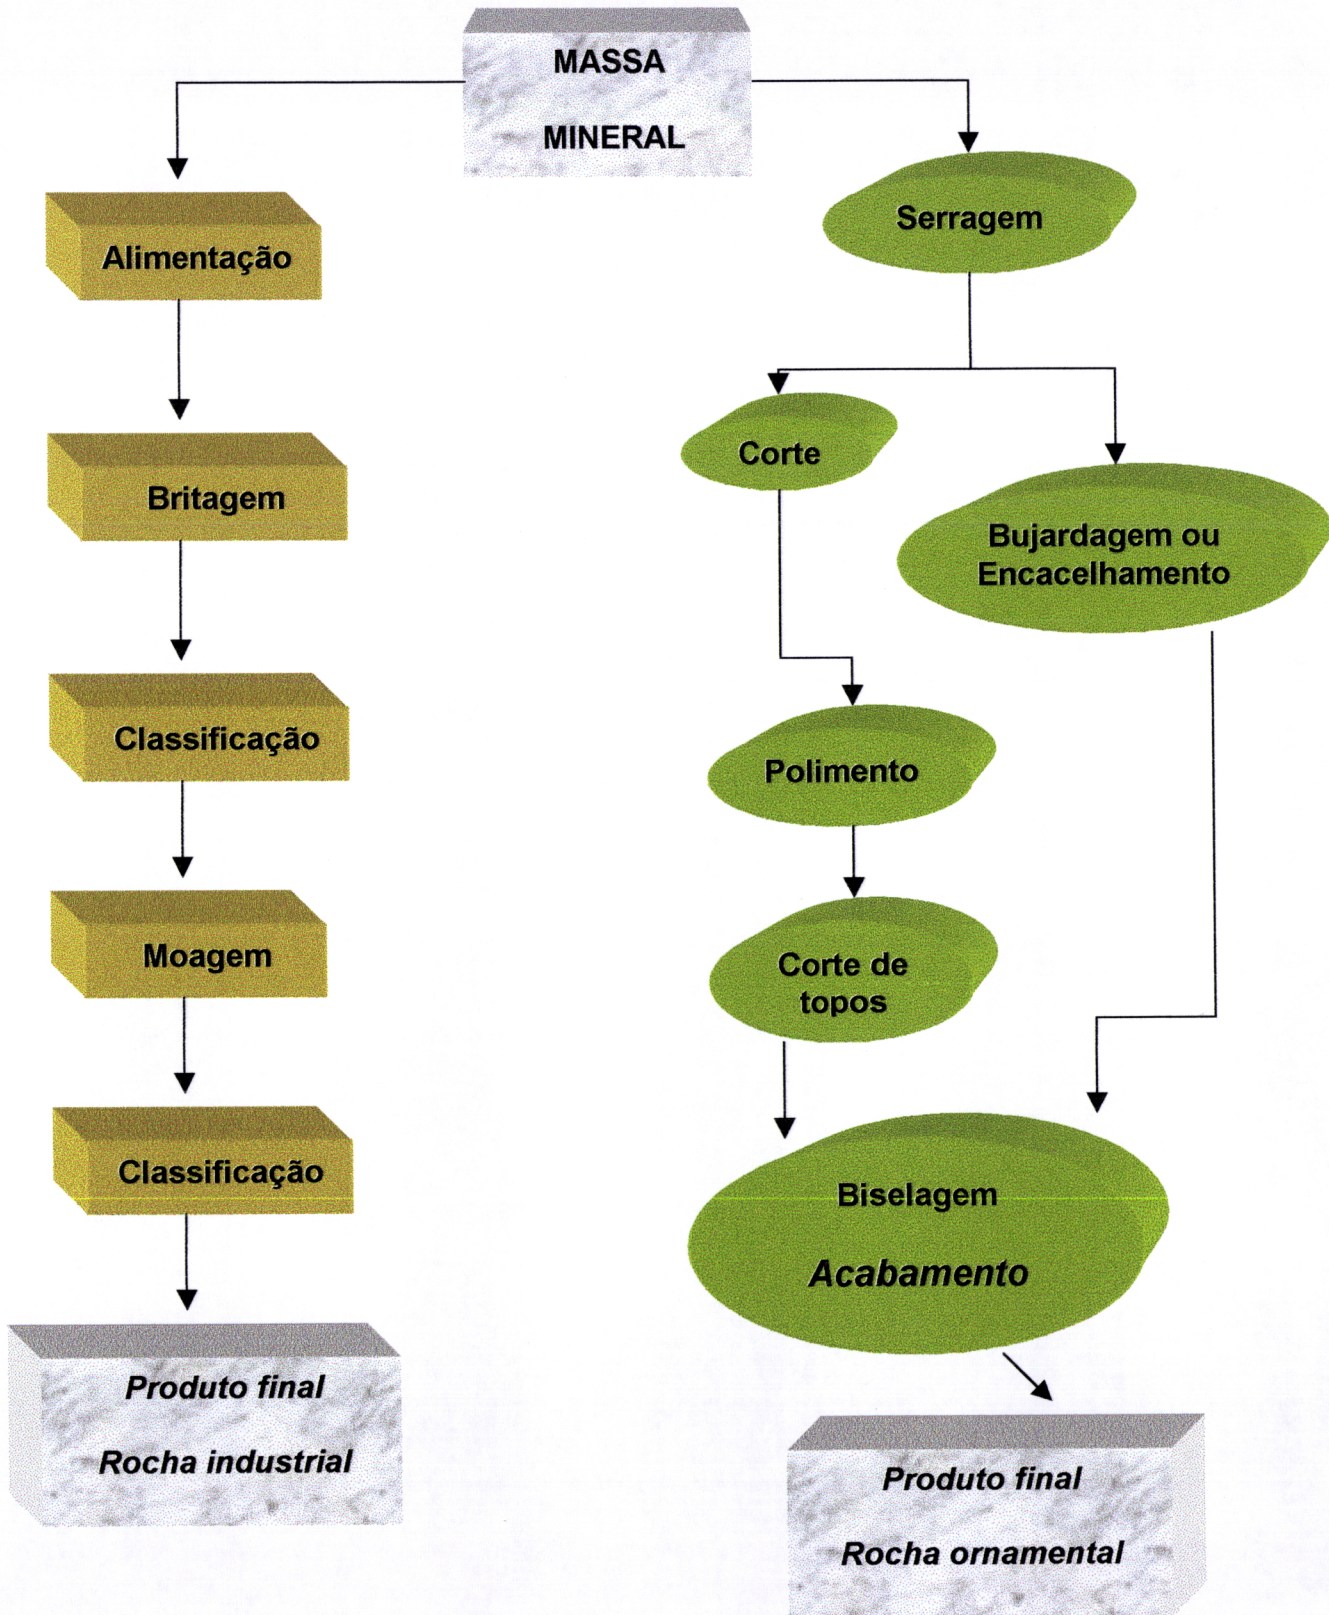 MASSA
MINERAL
Alimentação
Britagem
Classificação
Moagem
Classificação
Produto final
Rocha industrial
Serragem
Corte
Bujardagem ou
Encacelhamento
Polimento
Corte de
topos
Biselagem
Acabamento
Produto final
Rocha ornamental